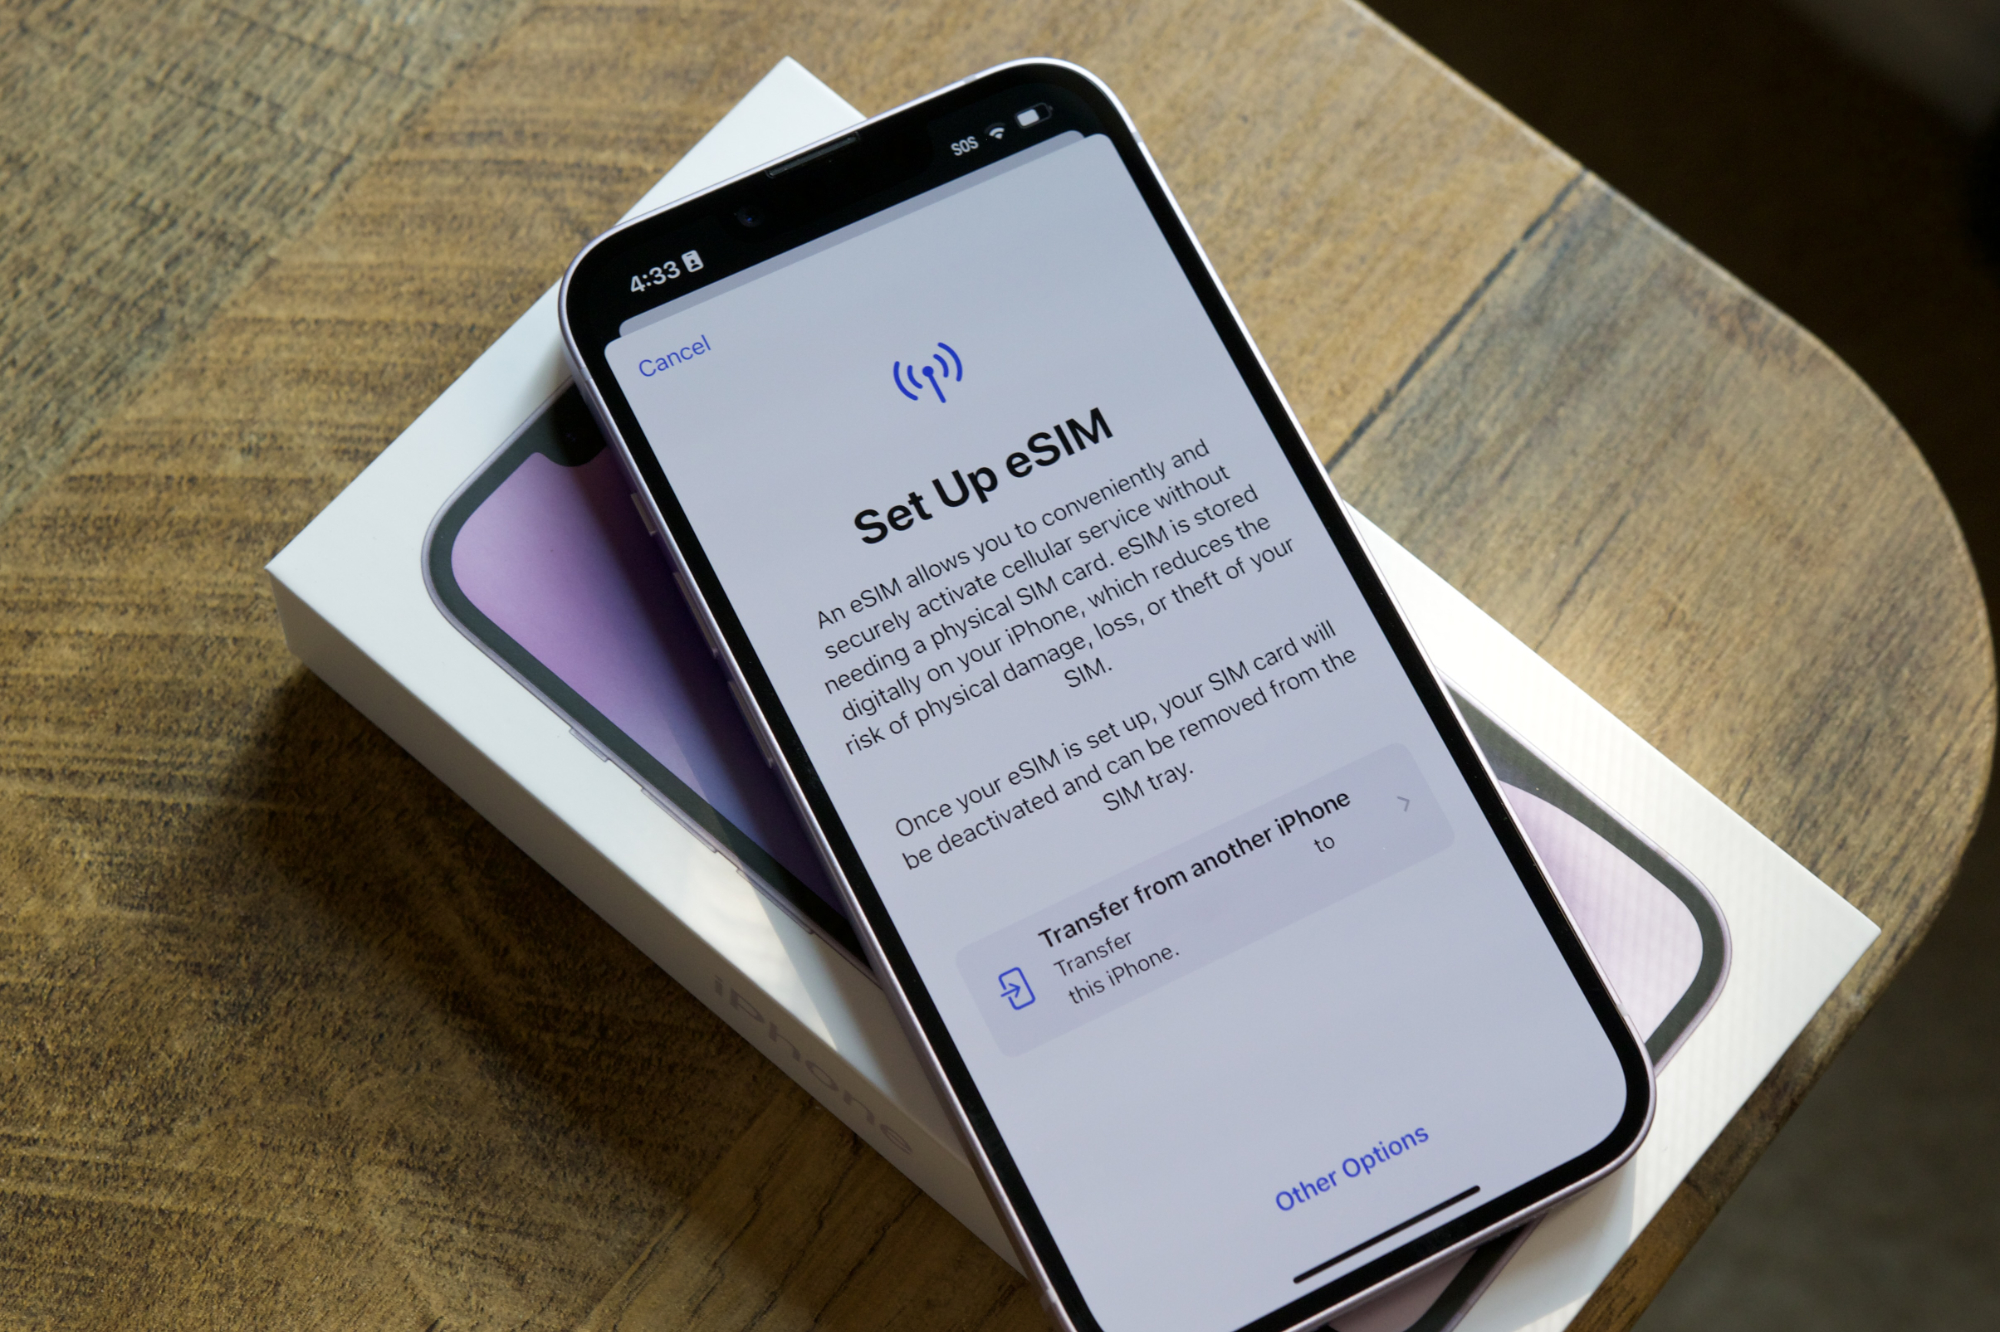 4:33
SOS
Cancel
Set Up eSIM
An eSIM allows you to conveniently and
securely activate cellular service without
needing a physical SIM card. eSIM is stored
digitally on your iPhone, which reduces the
risk of physical damage, loss, or theft of your
SIM.
Once your eSIM is set up, your SIM card will
be deactivated and can be removed from the
SIM tray.
Transfer from another iPhone
Transfer to
this iPhone.
Other Options
iPhone